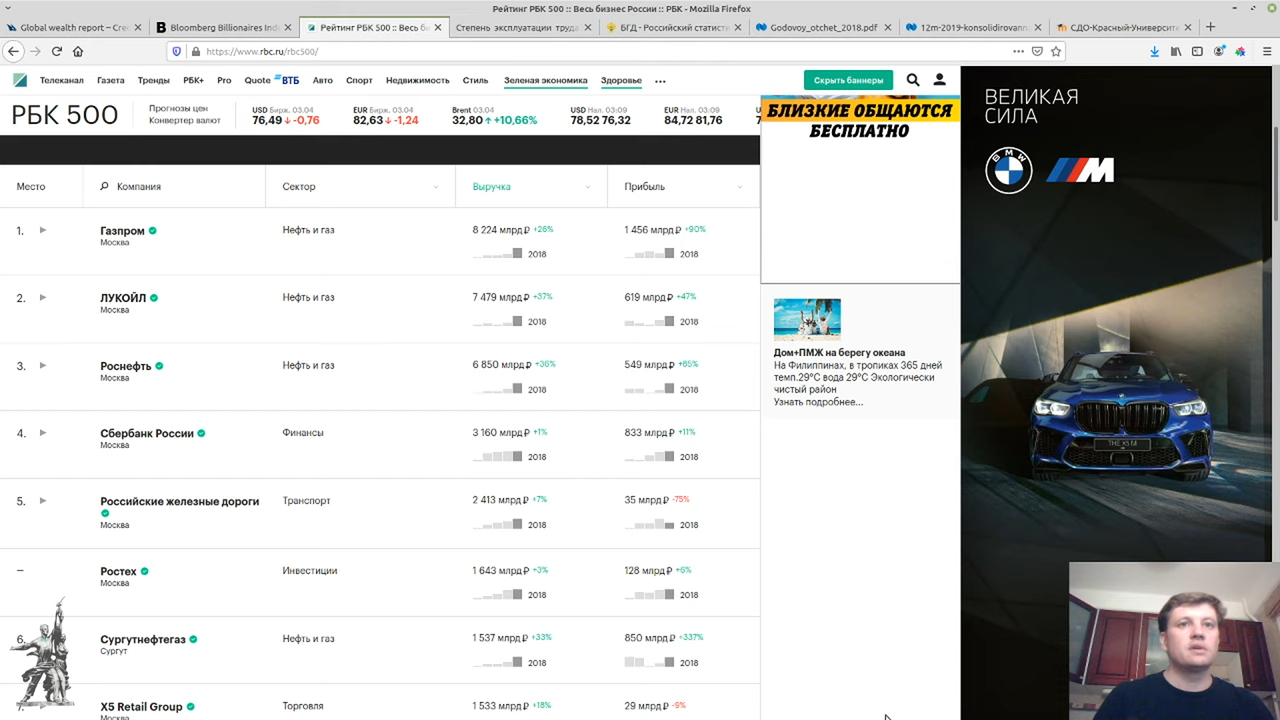 Рейтинг РБК 500 :: Весь бизнес России :: РБК - Mozilla Firefox
Global wealth report – Cre
Bloomberg Billionaires Ind
Рейтинг РБК 500 :: Весь би
Степень эксплуатации труда
БГД - Российский статисти
Godovoy_otchet_2018.pdf
12m-2019-konsolidirovann
СДО-Красный-Университе
https://www.rbc.ru/rbc500/
Телеканал
Газета
Тренды
РБК+
Pro
Quote
ВТБ
Авто
Спорт
Недвижимость
Стиль
Зеленая экономика
Здоровье
Скрыть баннеры
РБК 500
Прогнозы цен
Конвертер валют
USD Бирж. 03.04
76,49 ↓ -0,76
EUR Бирж. 03.04
82,63 ↓ -1,24
Brent 03.04
32,80 ↑ +10,66%
USD Нал. 03:09
78,52 76,32
EUR Нал. 03:09
84,72 81,76
БЛИЗКИЕ ОБЩАЮТСЯ
БЕСПЛАТНО
ВЕЛИКАЯ
СИЛА
BMW
M
Место
Компания
Сектор
Выручка
Прибыль
1.
Газпром
Москва
Нефть и газ
8 224 млрд ₽ +26%
2018
1 456 млрд ₽ +90%
2018
2.
ЛУКОЙЛ
Москва
Нефть и газ
7 479 млрд ₽ +37%
2018
619 млрд ₽ +47%
2018
3.
Роснефть
Москва
Нефть и газ
6 850 млрд ₽ +36%
2018
549 млрд ₽ +85%
2018
4.
Сбербанк России
Москва
Финансы
3 160 млрд ₽ +1%
2018
833 млрд ₽ +11%
2018
5.
Российские железные дороги
Москва
Транспорт
2 413 млрд ₽ +7%
2018
35 млрд ₽ -75%
2018
–
Ростех
Москва
Инвестиции
1 643 млрд ₽ +3%
2018
128 млрд ₽ +6%
2018
6.
Сургутнефтегаз
Сургут
Нефть и газ
1 537 млрд ₽ +33%
2018
850 млрд ₽ +337%
2018
7.
X5 Retail Group
Москва
Торговля
1 533 млрд ₽ +18%
29 млрд ₽ -9%
Дом+ПМЖ на берегу океана
На Филиппинах, в тропиках 365 дней
темп.29°С вода 29°С Экологически
чистый район
Узнать подробнее...
THE X5 M